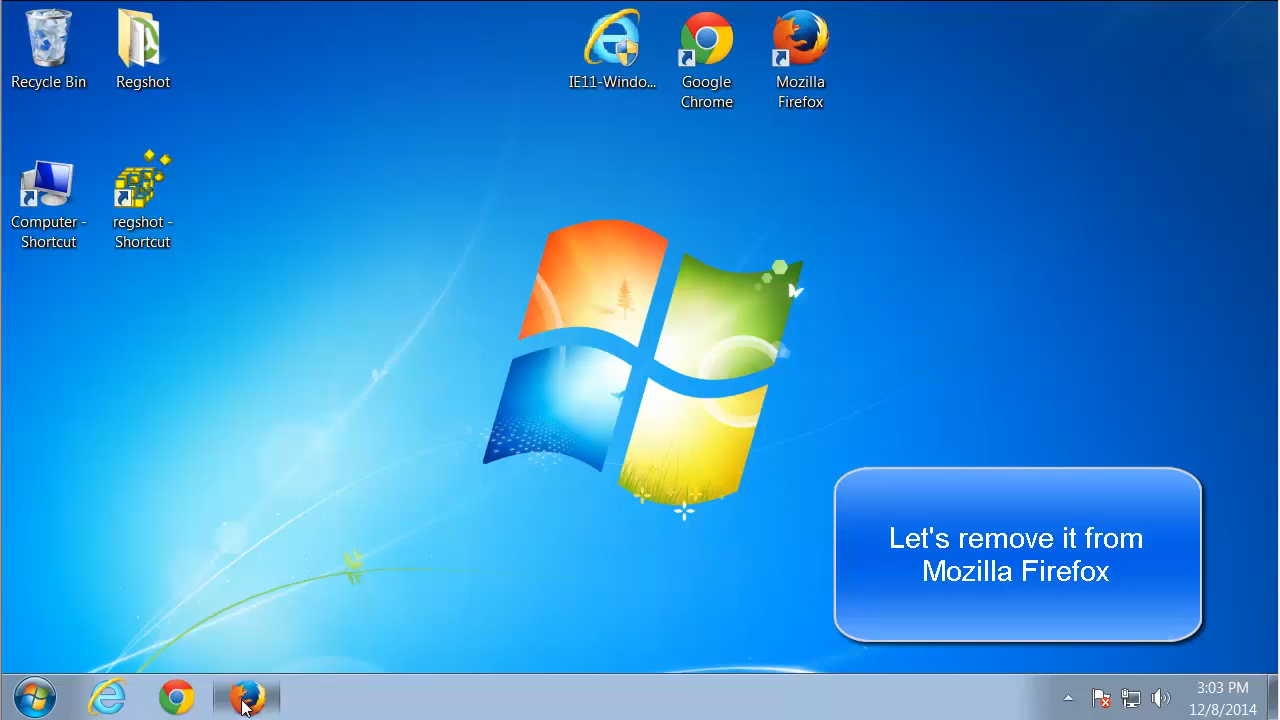 Recycle Bin
Regshot
IE11-Windo...
Google
Chrome
Mozilla
Firefox
Computer -
Shortcut
regshot -
Shortcut
Let's remove it from
Mozilla Firefox
3:03 PM
12/8/2014